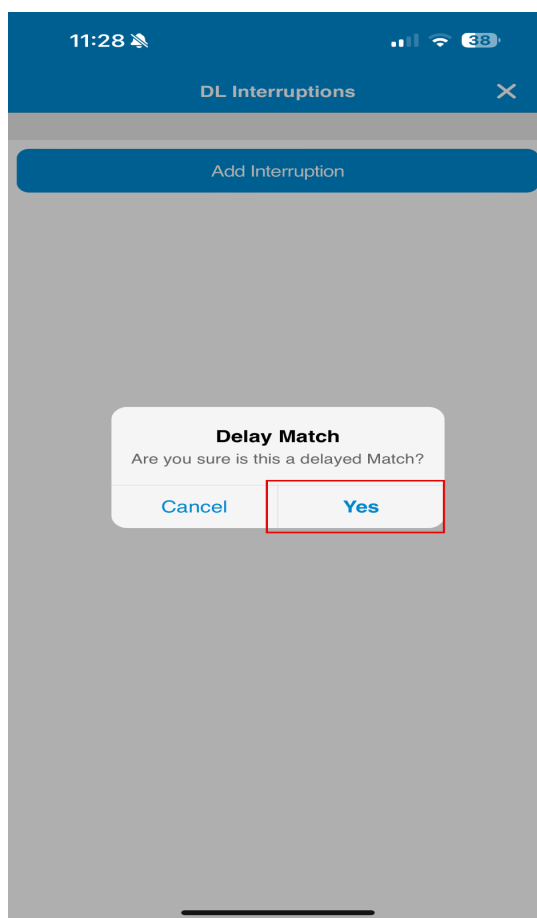 11:28
38
DL Interruptions
Add Interruption
Delay Match
Are you sure is this a delayed Match?
Cancel
Yes